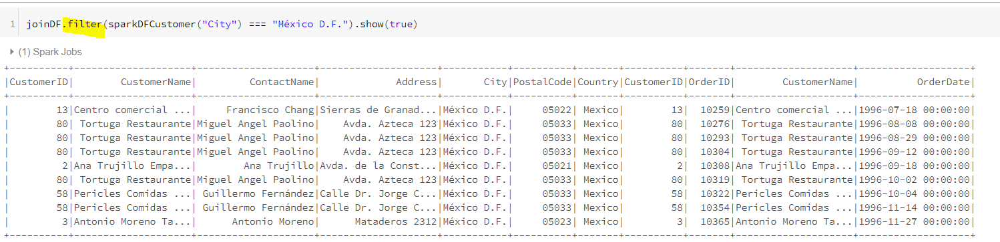 1 joinDF.filter(sparkDFCustomer("City") === "México D.F.").show(true)
(1) Spark Jobs
+----------+--------------------+--------------------+--------------------+-----------+----------+-------+----------+-------+--------------------+-------------------+
|CustomerID|        CustomerName|         ContactName|             Address|       City|PostalCode|Country|CustomerID|OrderID|        CustomerName|          OrderDate|
+----------+--------------------+--------------------+--------------------+-----------+----------+-------+----------+-------+--------------------+-------------------+
|        13|Centro comercial ...|     Francisco Chang|Sierras de Granad...|México D.F.|     05022| Mexico|        13|  10259|Centro comercial ...|1996-07-18 00:00:00|
|        80| Tortuga Restaurante|Miguel Angel Paolino|    Avda. Azteca 123|México D.F.|     05033| Mexico|        80|  10276| Tortuga Restaurante|1996-08-08 00:00:00|
|        80| Tortuga Restaurante|Miguel Angel Paolino|    Avda. Azteca 123|México D.F.|     05033| Mexico|        80|  10293| Tortuga Restaurante|1996-08-29 00:00:00|
|        80| Tortuga Restaurante|Miguel Angel Paolino|    Avda. Azteca 123|México D.F.|     05033| Mexico|        80|  10304| Tortuga Restaurante|1996-09-12 00:00:00|
|         2|Ana Trujillo Empa...|        Ana Trujillo|Avda. de la Const...|México D.F.|     05021| Mexico|         2|  10308|Ana Trujillo Empa...|1996-09-18 00:00:00|
|        80| Tortuga Restaurante|Miguel Angel Paolino|    Avda. Azteca 123|México D.F.|     05033| Mexico|        80|  10319| Tortuga Restaurante|1996-10-02 00:00:00|
|        58|Pericles Comidas ...| Guillermo Fernández|Calle Dr. Jorge C...|México D.F.|     05033| Mexico|        58|  10322|Pericles Comidas ...|1996-10-04 00:00:00|
|        58|Pericles Comidas ...| Guillermo Fernández|Calle Dr. Jorge C...|México D.F.|     05033| Mexico|        58|  10354|Pericles Comidas ...|1996-11-14 00:00:00|
|         3|Antonio Moreno Ta...|      Antonio Moreno|      Mataderos 2312|México D.F.|     05023| Mexico|         3|  10365|Antonio Moreno Ta...|1996-11-27 00:00:00|
+----------+--------------------+--------------------+--------------------+-----------+----------+-------+----------+-------+--------------------+-------------------+